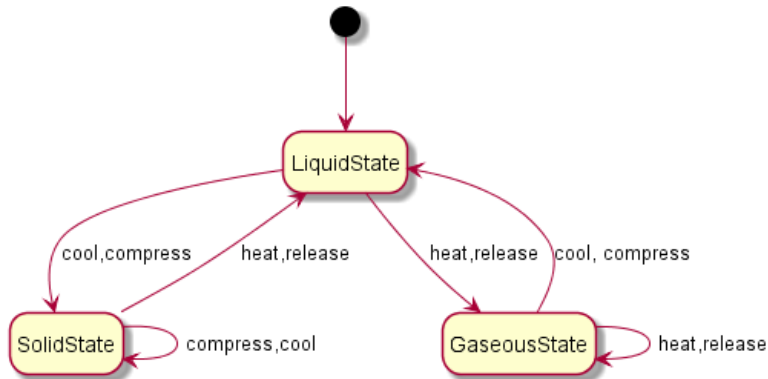 LiquidState
cool,compress
heat,release
heat,release
cool, compress
SolidState
compress,cool
GaseousState
heat,release